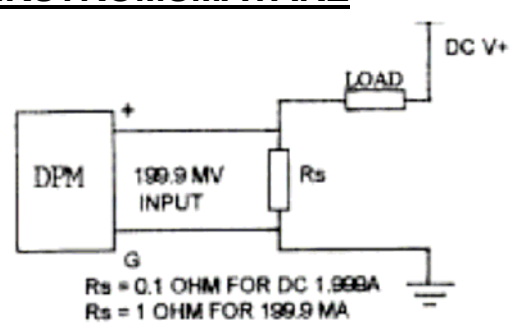 DC V+
LOAD
+
DPM
199.9 MV
INPUT
Rs
G
Rs = 0.1 OHM FOR DC 1.999A
Rs = 1 OHM FOR 199.9 MA